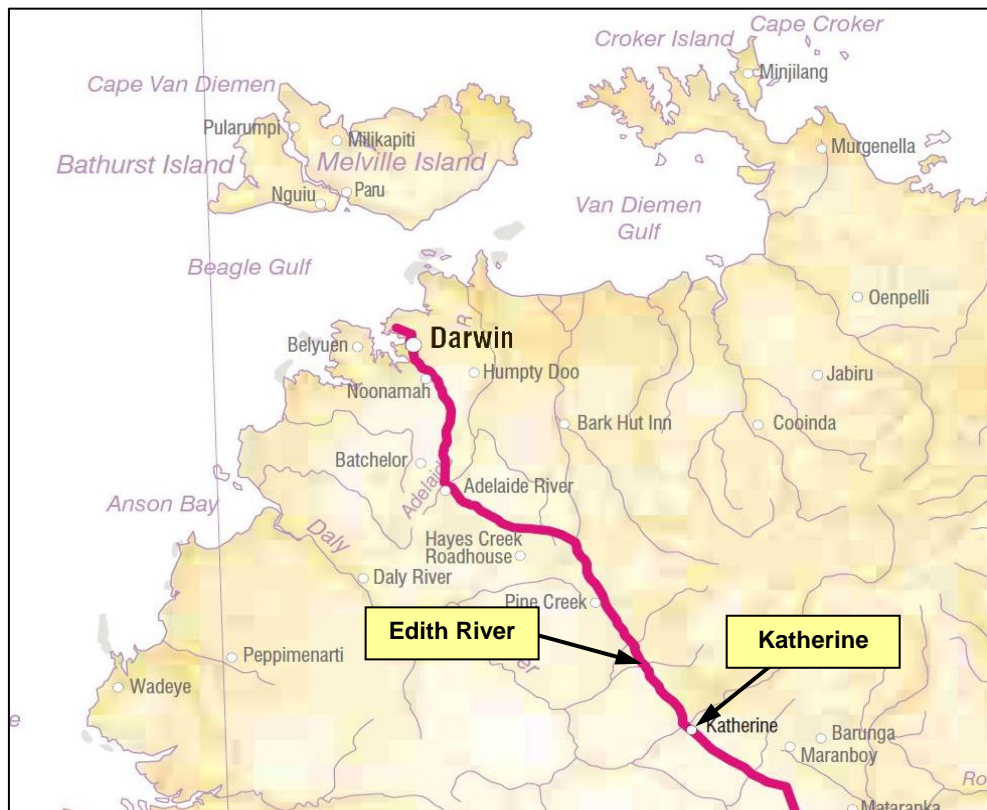 Cape Croker
Croker Island
Minjilang
Cape Van Diemen
Pularumpi
Milikapiti
Murgenella
Bathurst Island
Melville Island
Paru
Nguiu
Van Diemen
Gulf
Beagle Gulf
Oenpelli
R
Darwin
Belyuen
Humpty Doo
Jabiru
Noonamah
Bark Hut Inn
Cooinda
Batchelor
Adelaide
Adelaide River
Anson Bay
Hayes Creek
Roadhouse
Daly
Daly River
Pine Creek
Edith River
Katherine
Peppimenarti
Wadeye
e
Katherine
Barunga
Maranboy
Ro
Mataranka